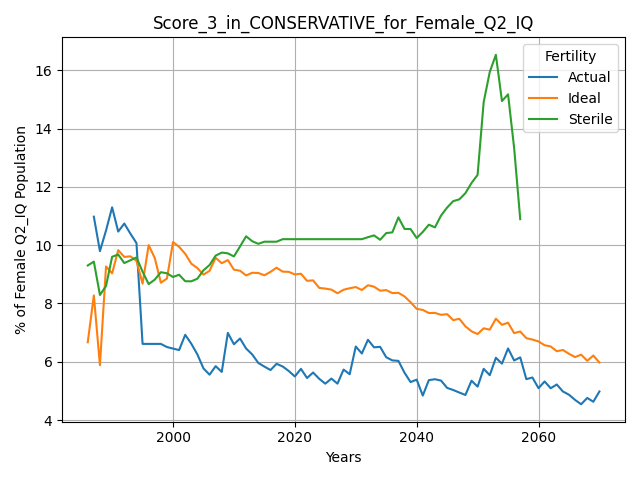 Score_3_in_CONSERVATIVE_for_Female_Q2_IQ
% of Female Q2_IQ Population
16
14
12
10
8
6
4
Fertility
Actual
Ideal
Sterile
2000
2020
2040
2060
Years